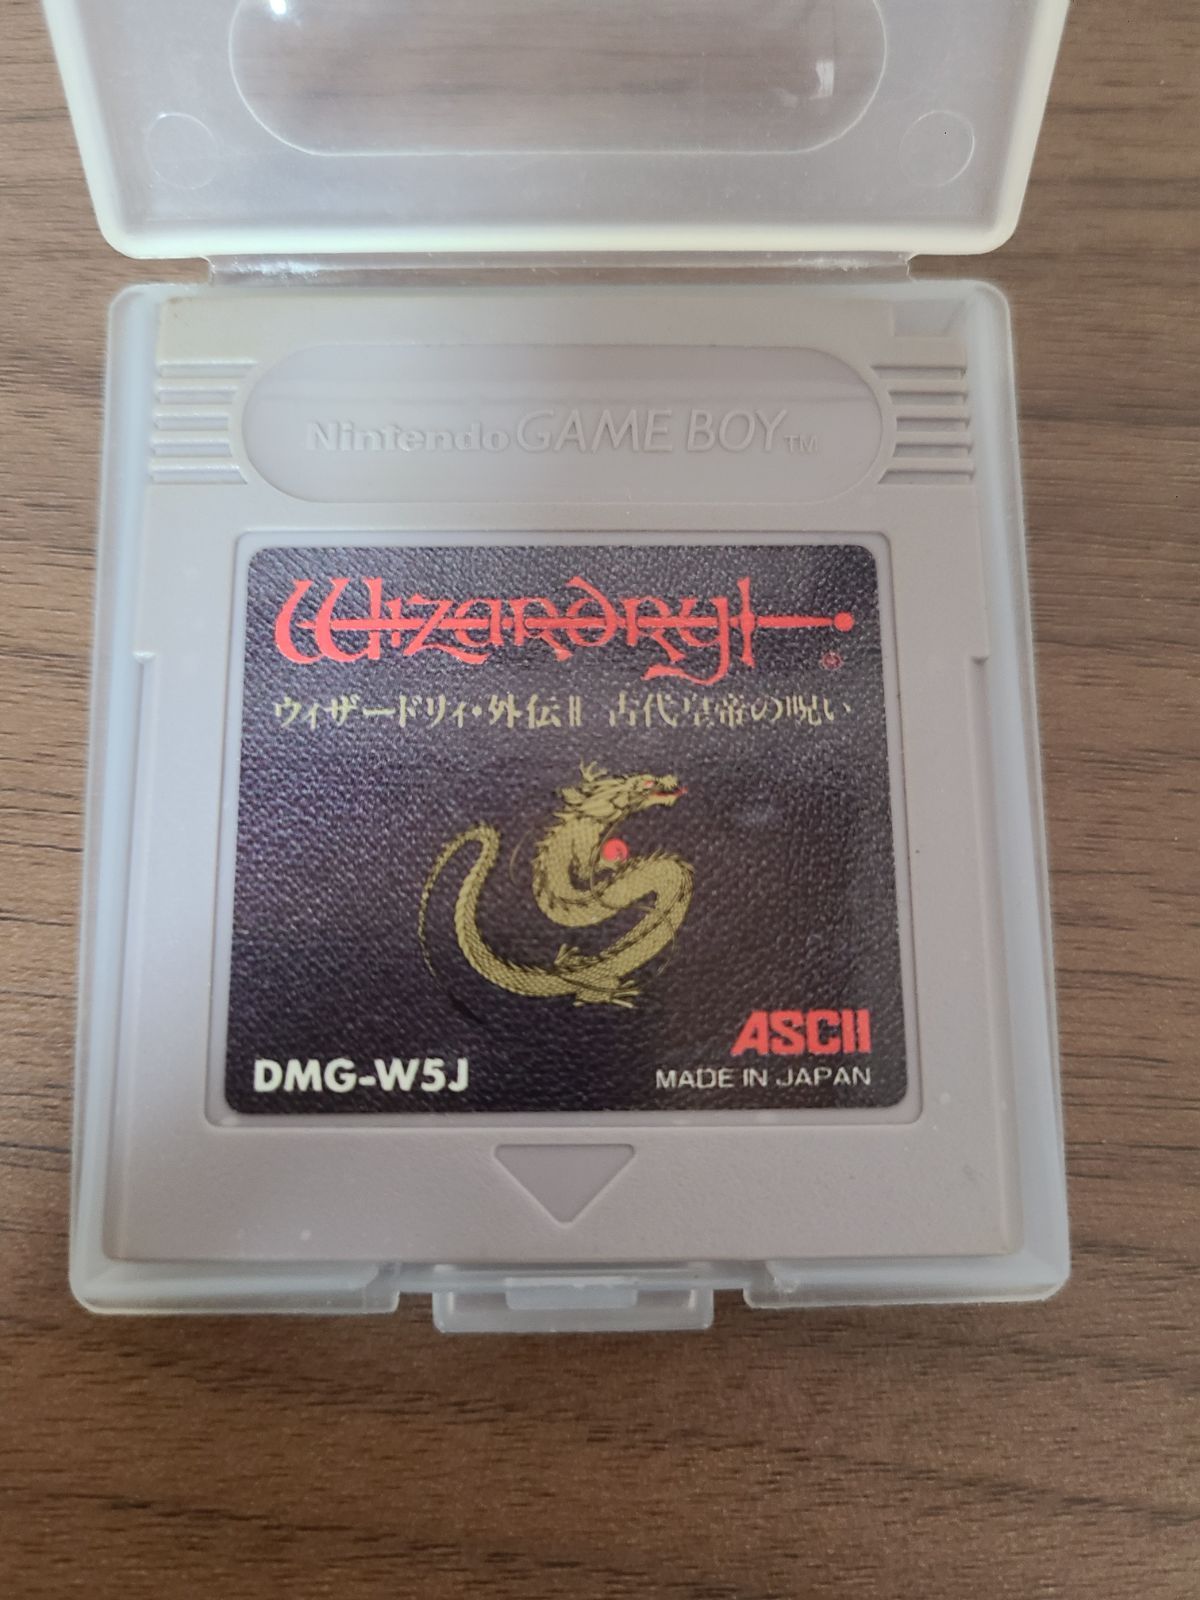 Nintendo GAME BOY TM
Wizardry
ウィザードリィ・外伝II 古代皇帝の呪い
ASCII
DMG-W5J
MADE IN JAPAN